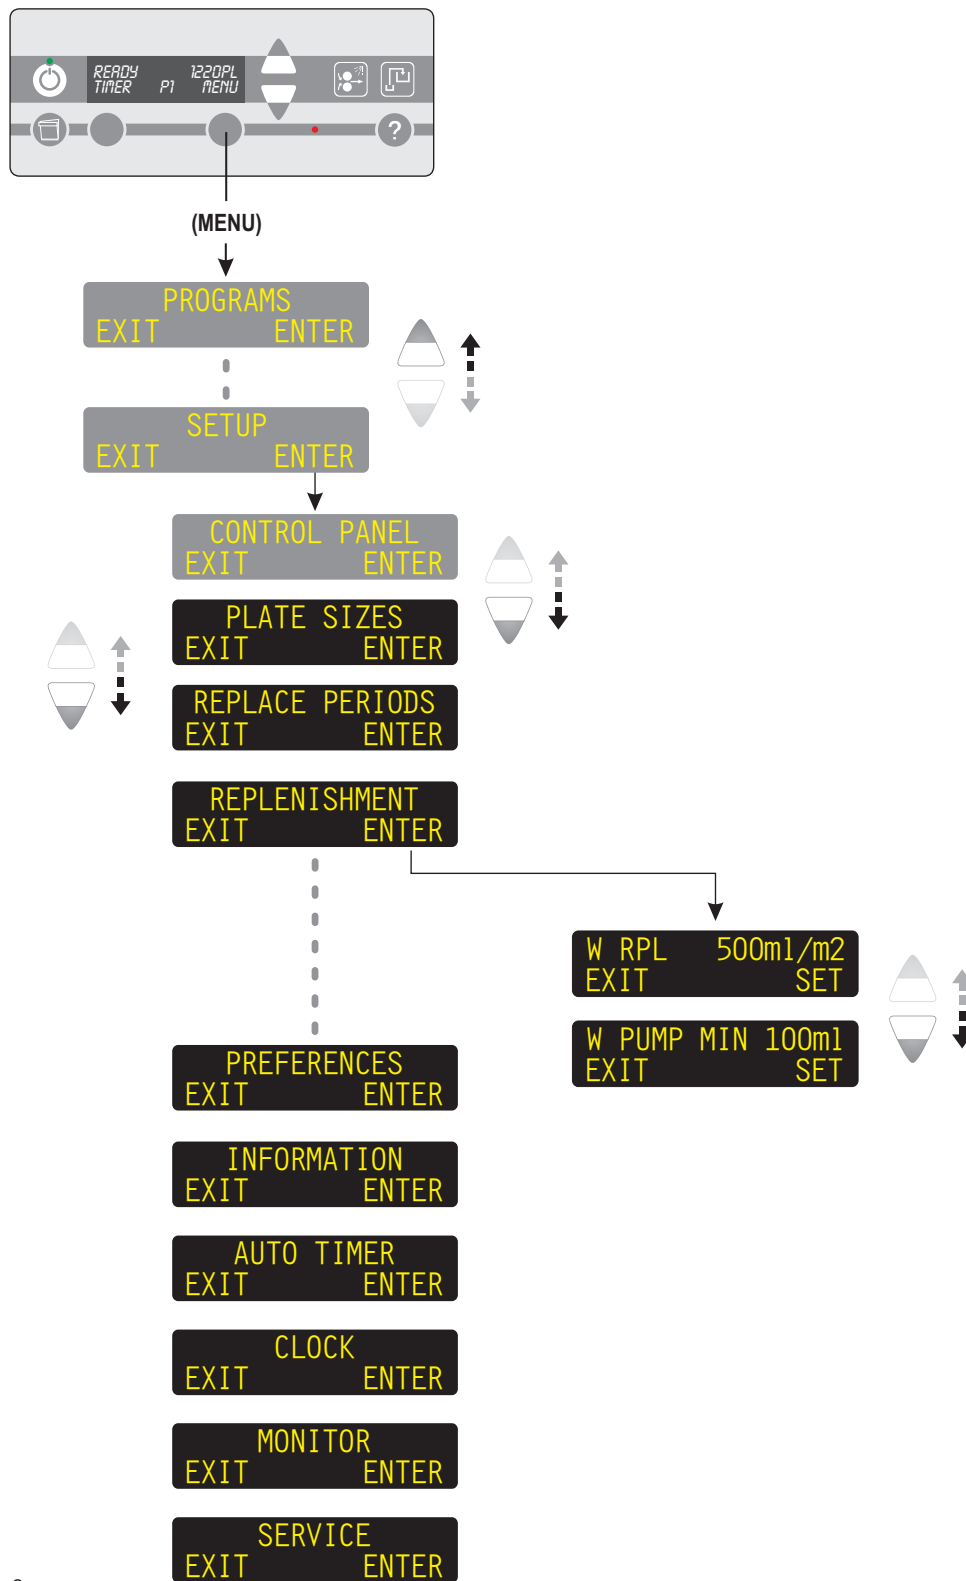 READY 1220PL
TIMER P1 MENU
?
(MENU)
PROGRAMS
EXIT ENTER
SETUP
EXIT ENTER
CONTROL PANEL
EXIT ENTER
PLATE SIZES
EXIT ENTER
REPLACE PERIODS
EXIT ENTER
REPLENISHMENT
EXIT ENTER
W RPL 500ml/m2
EXIT SET
W PUMP MIN 100ml
EXIT SET
PREFERENCES
EXIT ENTER
INFORMATION
EXIT ENTER
AUTO TIMER
EXIT ENTER
CLOCK
EXIT ENTER
MONITOR
EXIT ENTER
SERVICE
EXIT ENTER